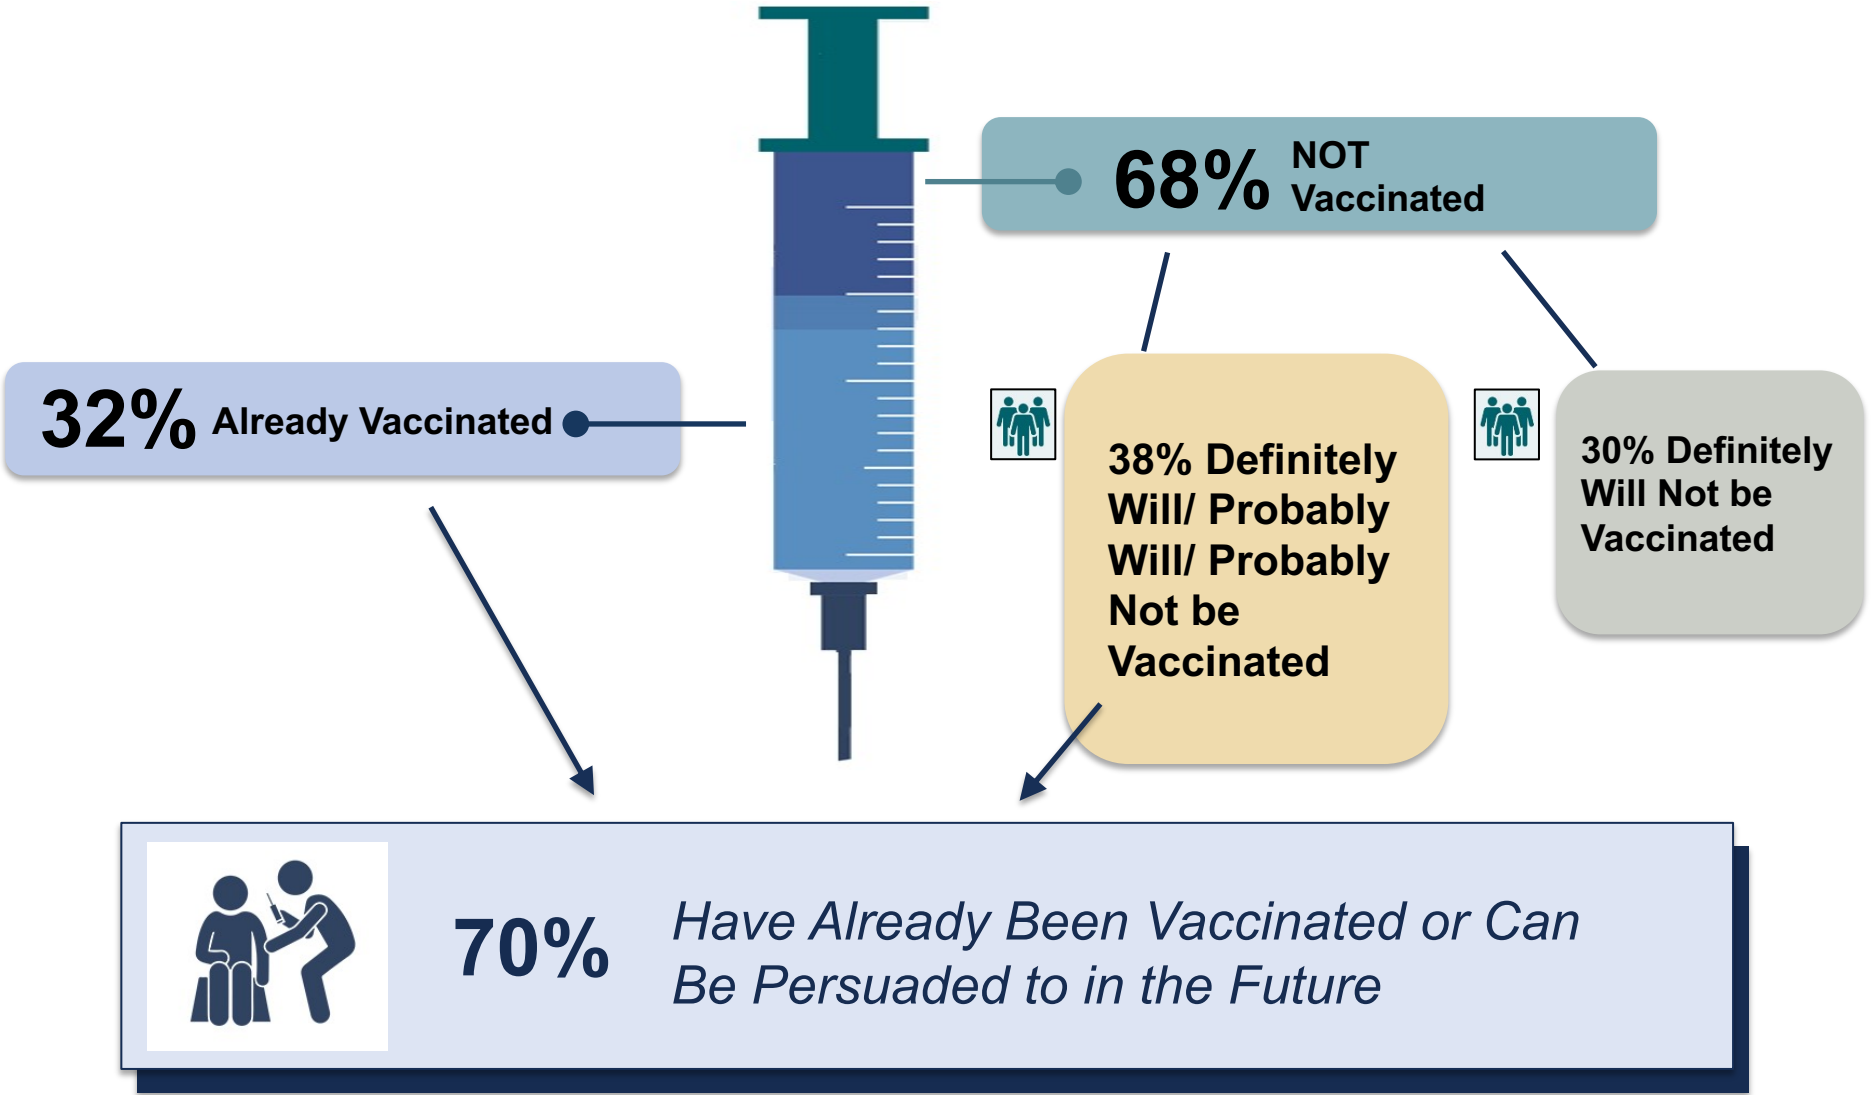 68%
NOT
Vaccinated
32%
Already Vaccinated
38% Definitely
Will/ Probably
Will/ Probably
Not be
Vaccinated
30% Definitely
Will Not be
Vaccinated
70%
Have Already Been Vaccinated or Can
Be Persuaded to in the Future